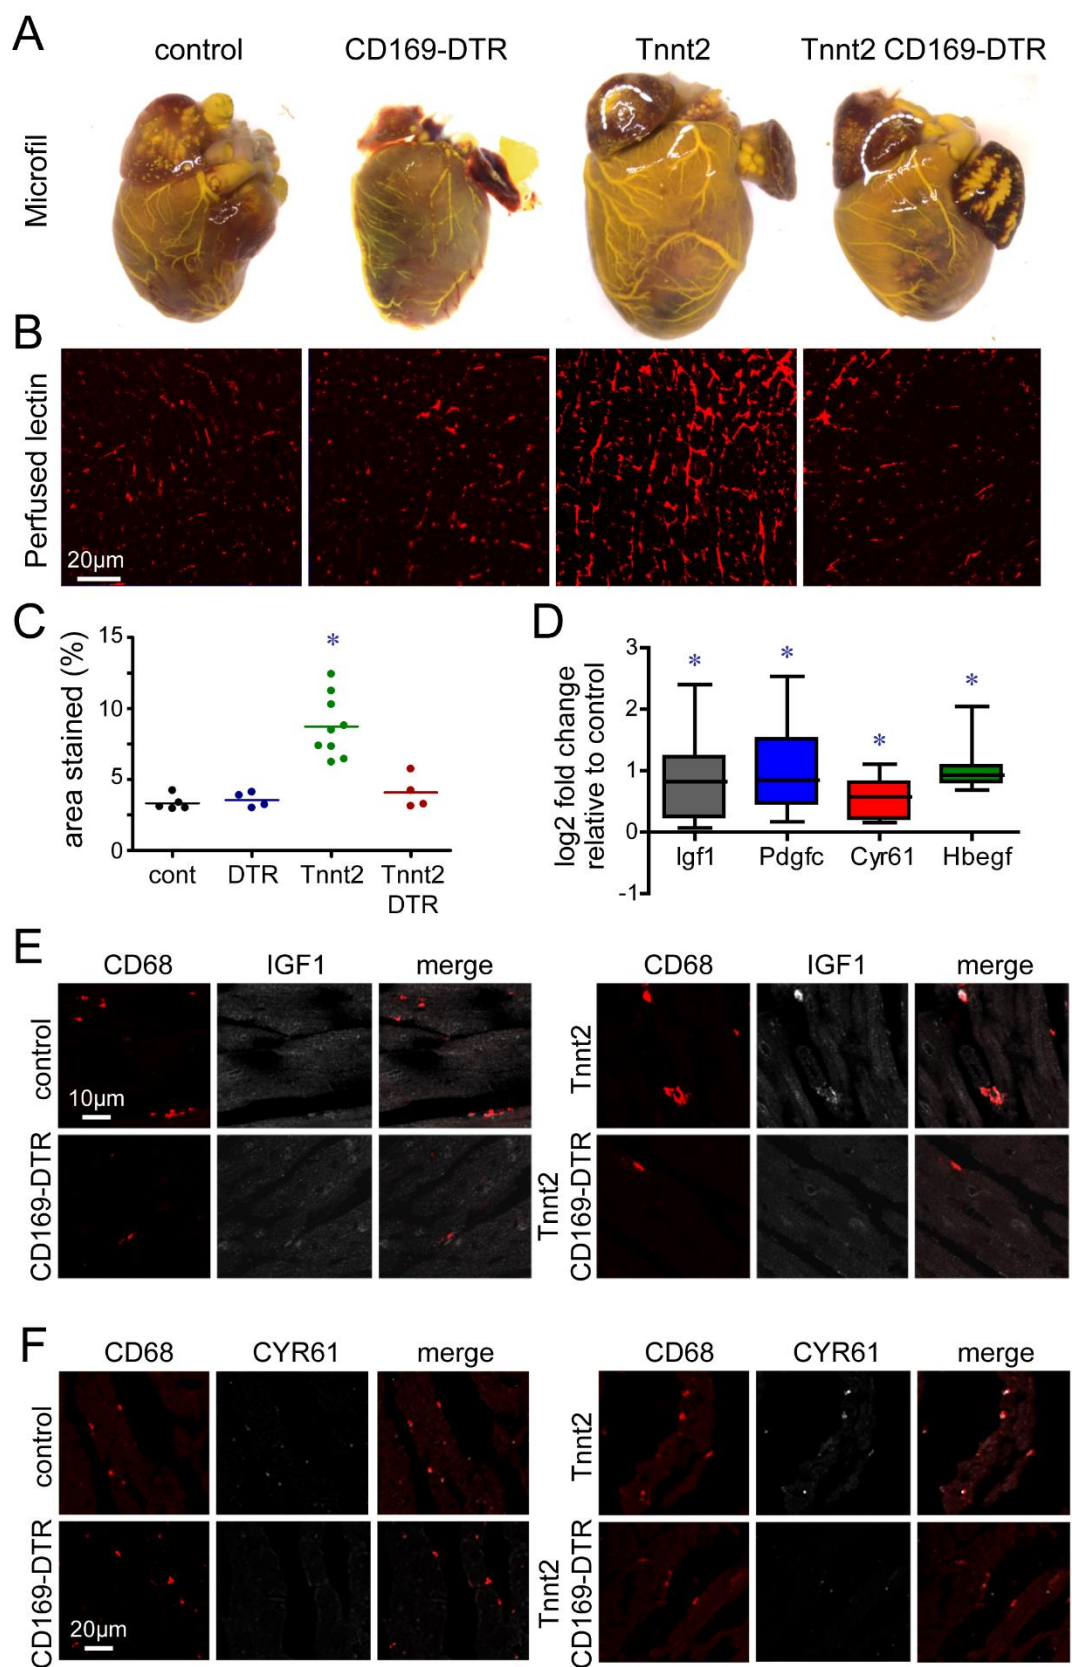 A
control CD169-DTR Tnnt2 Tnnt2 CD169-DTR
Microfil
B
Perfused lectin
20µm
C
area stained (%)
15
10
5
0
cont DTR Tnnt2 Tnnt2
DTR
*
D
log2 fold change
relative to control
3
2
1
0
-1
* * * *
Igf1 Pdgfc Cyr61 Hbegf
E
CD68 IGF1 merge CD68 IGF1 merge
control
10µm
Tnnt2
CD169-DTR
Tnnt2
CD169-DTR
F
CD68 CYR61 merge CD68 CYR61 merge
control
Tnnt2
CD169-DTR
20µm
Tnnt2
CD169-DTR